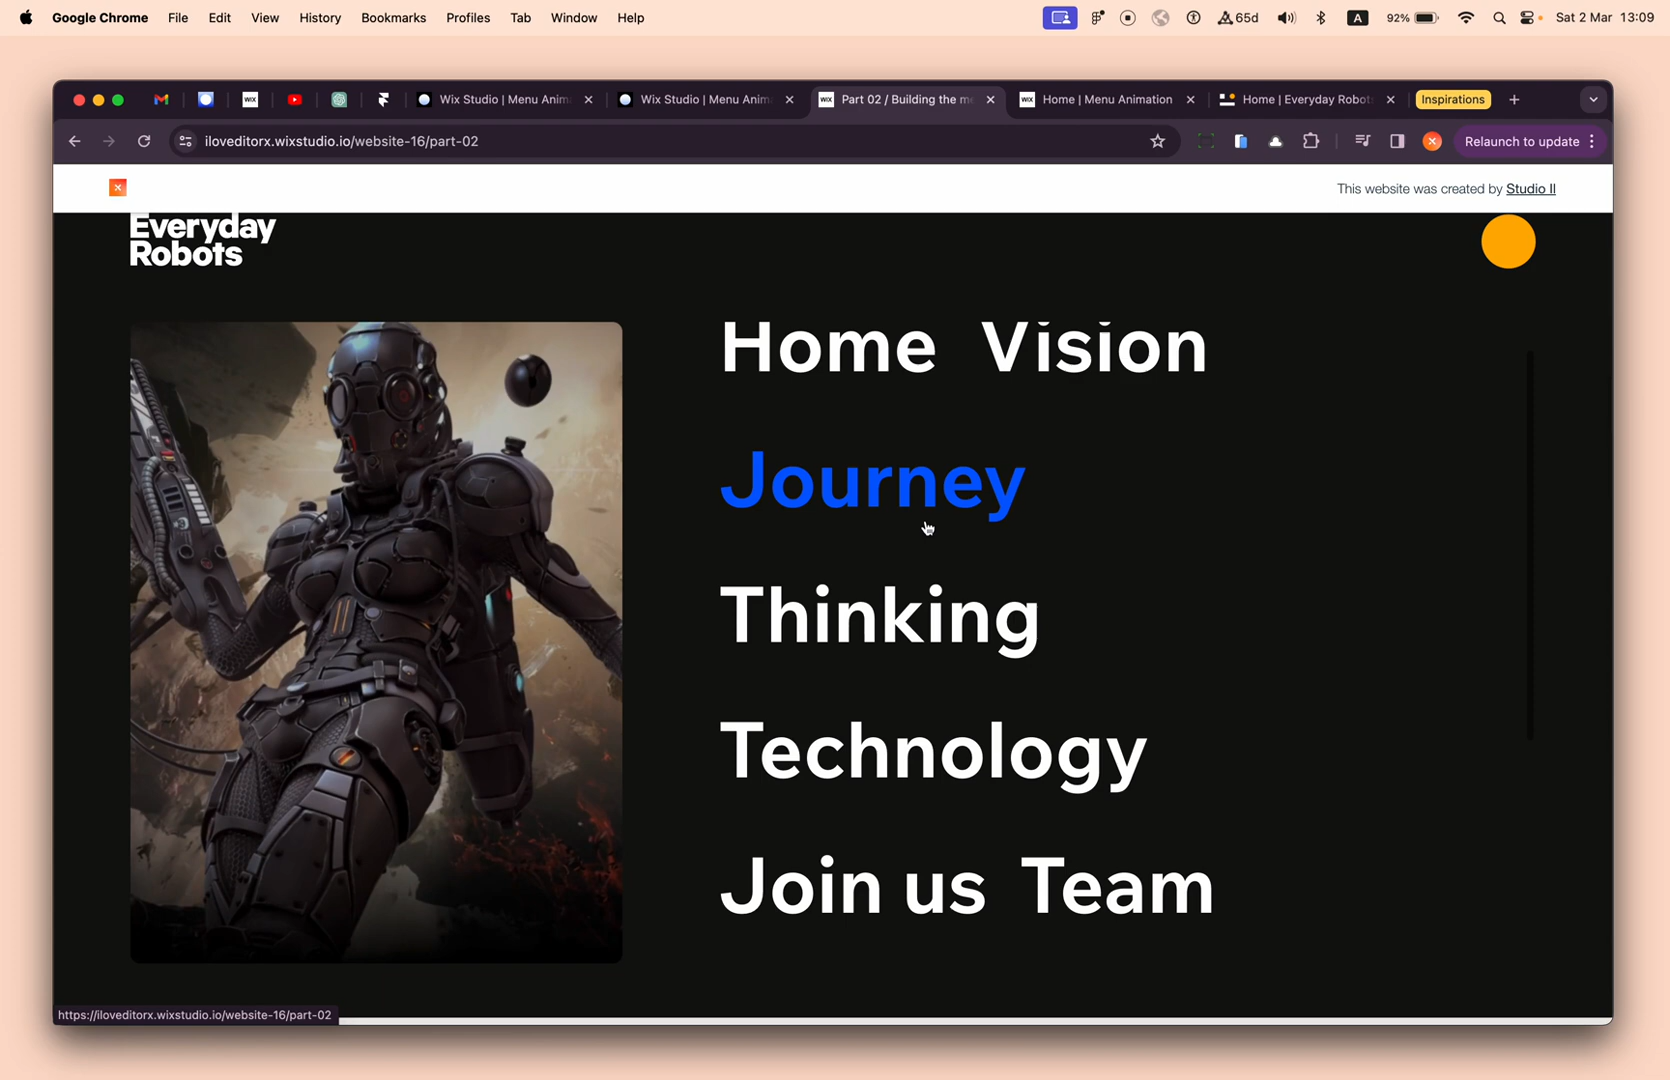 Google Chrome File Edit View History Bookmarks Profiles Tab Window Help 65d A 92% Sat 2 Mar 13:09
WIX Wix Studio | Menu Anim Wix Studio | Menu Anim WIX Part 02 / Building the m WIX Home | Menu Animation Home | Everyday Robot Inspirations
iloveditorx.wixstudio.io/website-16/part-02 Relaunch to update
This website was created by Studio II
Everyday
Robots
Home Vision
Journey
Thinking
Technology
Join us Team
https://iloveditorx.wixstudio.io/website-16/part-02